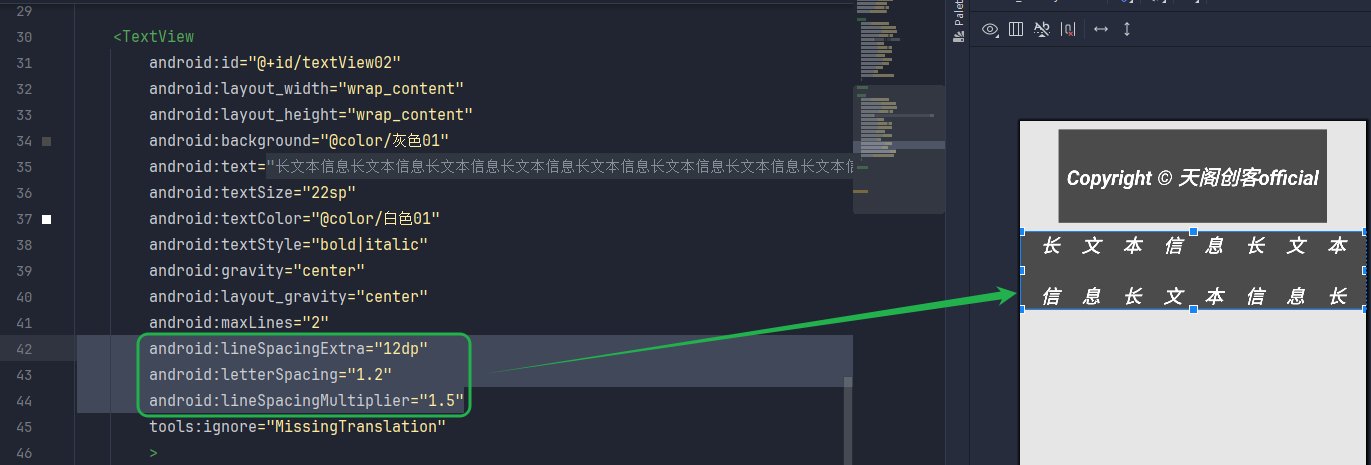 29
30 <TextView
31 android:id="@+id/textView02"
32 android:layout_width="wrap_content"
33 android:layout_height="wrap_content"
34 android:background="@color/灰色01"
35 android:text="长文本信息长文本信息长文本信息长文本信息长文本信息长文本信息长文本信息长文本信
36 android:textSize="22sp"
37 android:textColor="@color/白色01"
38 android:textStyle="bold|italic"
39 android:gravity="center"
40 android:layout_gravity="center"
41 android:maxLines="2"
42 android:lineSpacingExtra="12dp"
43 android:letterSpacing="1.2"
44 android:lineSpacingMultiplier="1.5"
45 tools:ignore="MissingTranslation"
46 >
Copyright © 天阁创客official
长文本信息长文本
信息长文本信息长